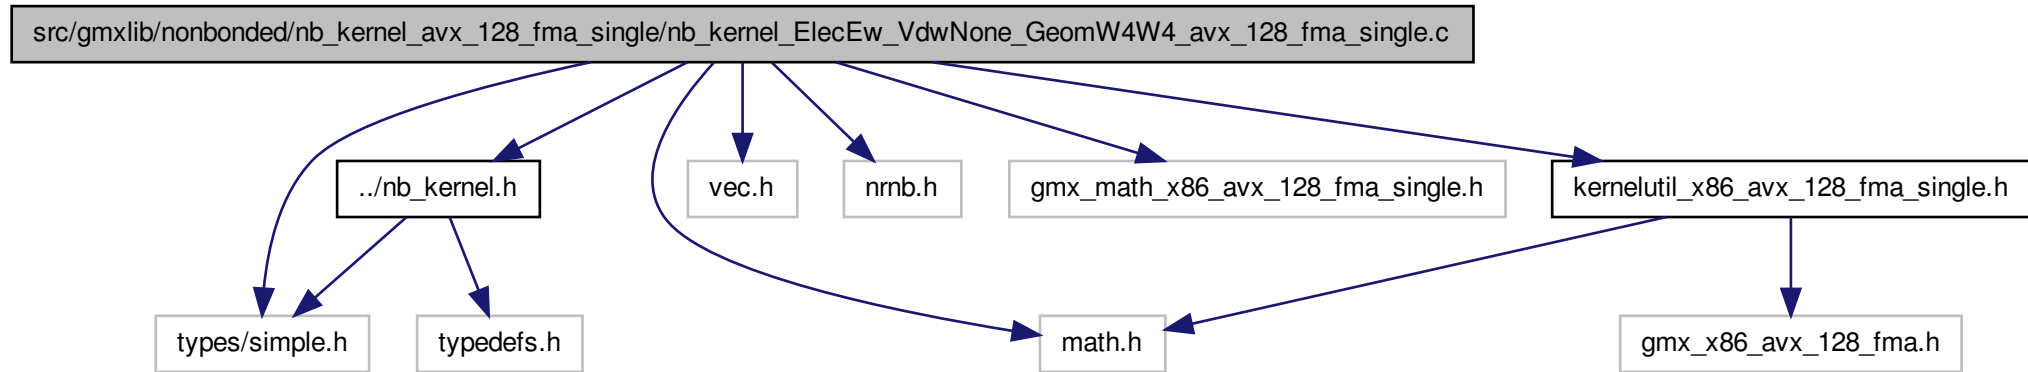 src/gmxlib/nonbonded/nb_kernel_avx_128_fma_single/nb_kernel_ElecEw_VdwNone_GeomW4W4_avx_128_fma_single.c
../nb_kernel.h
vec.h
nrnb.h
gmx_math_x86_avx_128_fma_single.h
kernelutil_x86_avx_128_fma_single.h
types/simple.h
typedefs.h
math.h
gmx_x86_avx_128_fma.h